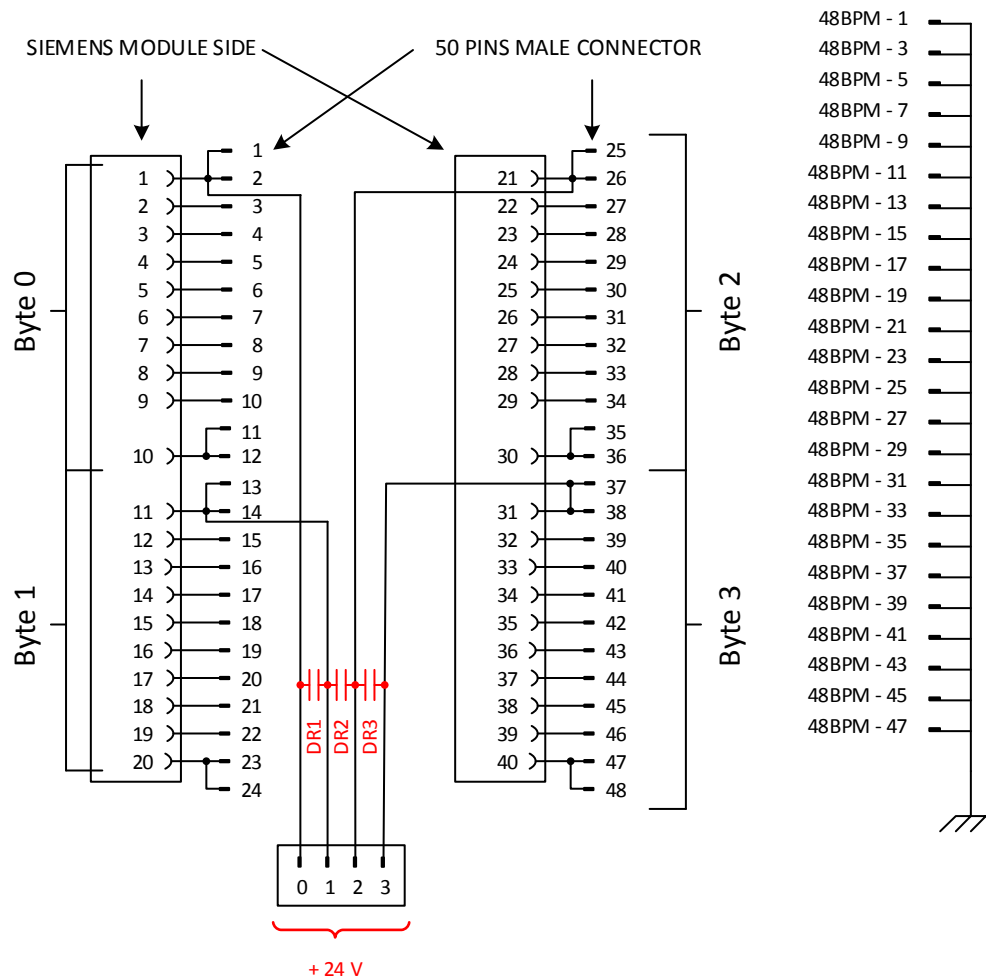 SIEMENS MODULE SIDE
50 PINS MALE CONNECTOR
Byte 0
Byte 1
1
2
3
4
5
6
7
8
9
10
11
12
13
14
15
16
17
18
19
20
1
2
3
4
5
6
7
8
9
10
11
12
13
14
15
16
17
18
19
20
21
22
23
24
DR1
DR2
DR3
0 1 2 3
+ 24 V
21
22
23
24
25
26
27
28
29
30
31
32
33
34
35
36
37
38
39
40
25
26
27
28
29
30
31
32
33
34
35
36
37
38
39
40
41
42
43
44
45
46
47
48
Byte 2
Byte 3
48BPM - 1
48BPM - 3
48BPM - 5
48BPM - 7
48BPM - 9
48BPM - 11
48BPM - 13
48BPM - 15
48BPM - 17
48BPM - 19
48BPM - 21
48BPM - 23
48BPM - 25
48BPM - 27
48BPM - 29
48BPM - 31
48BPM - 33
48BPM - 35
48BPM - 37
48BPM - 39
48BPM - 41
48BPM - 43
48BPM - 45
48BPM - 47